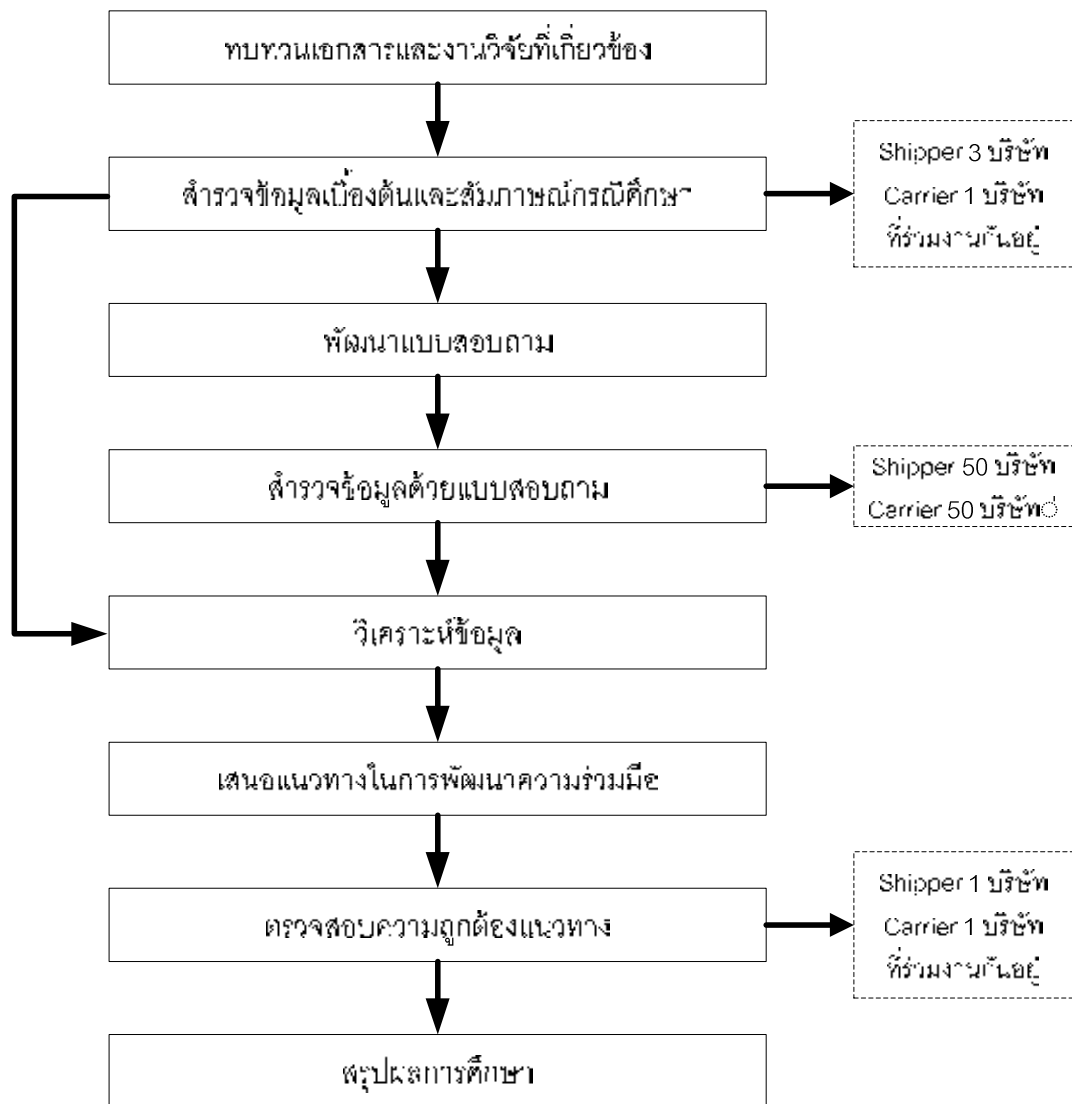 ทบทวนเอกสารและงานวิจัยที่เกี่ยวข้อง
สำรวจข้อมูลเบื้องต้นและสัมภาษณ์กรณีศึกษา
Shipper 3 บริษัท
Carrier 1 บริษัท
ที่ร่วมงานกันอยู่
พัฒนาแบบสอบถาม
สำรวจข้อมูลด้วยแบบสอบถาม
Shipper 50 บริษัท
Carrier 50 บริษัท่
วิเคราะห์ข้อมูล
เสนอแนวทางในการพัฒนาความร่วมมือ
ตรวจสอบความถูกต้องแนวทาง
Shipper 1 บริษัท
Carrier 1 บริษัท
ที่ร่วมงานกันอยู่
สรุปผลการศึกษา